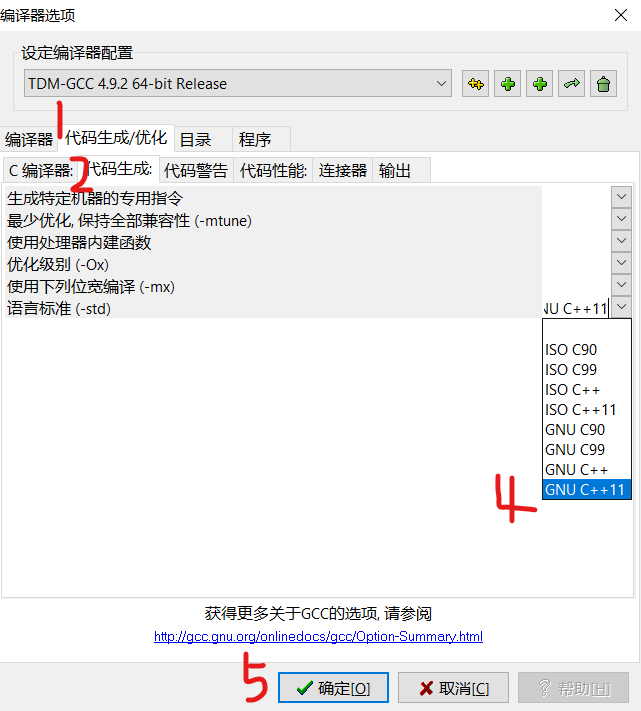 编译器选项
设定编译器配置
TDM-GCC 4.9.2 64-bit Release
1
编译器 代码生成/优化 目录 程序
2
C 编译器: 代码生成: 代码警告 代码性能: 连接器 输出
生成特定机器的专用指令
最少优化, 保持全部兼容性 (-mtune)
使用处理器内建函数
优化级别 (-Ox)
使用下列位宽编译 (-mx)
语言标准 (-std) NU C++11
ISO C90
ISO C99
ISO C++
ISO C++11
GNU C90
GNU C99
GNU C++
GNU C++11
4
获得更多关于GCC的选项, 请参阅
http://gcc.gnu.org/onlinedocs/gcc/Option-Summary.html
5
确定[O] 取消[C] 帮助[H]